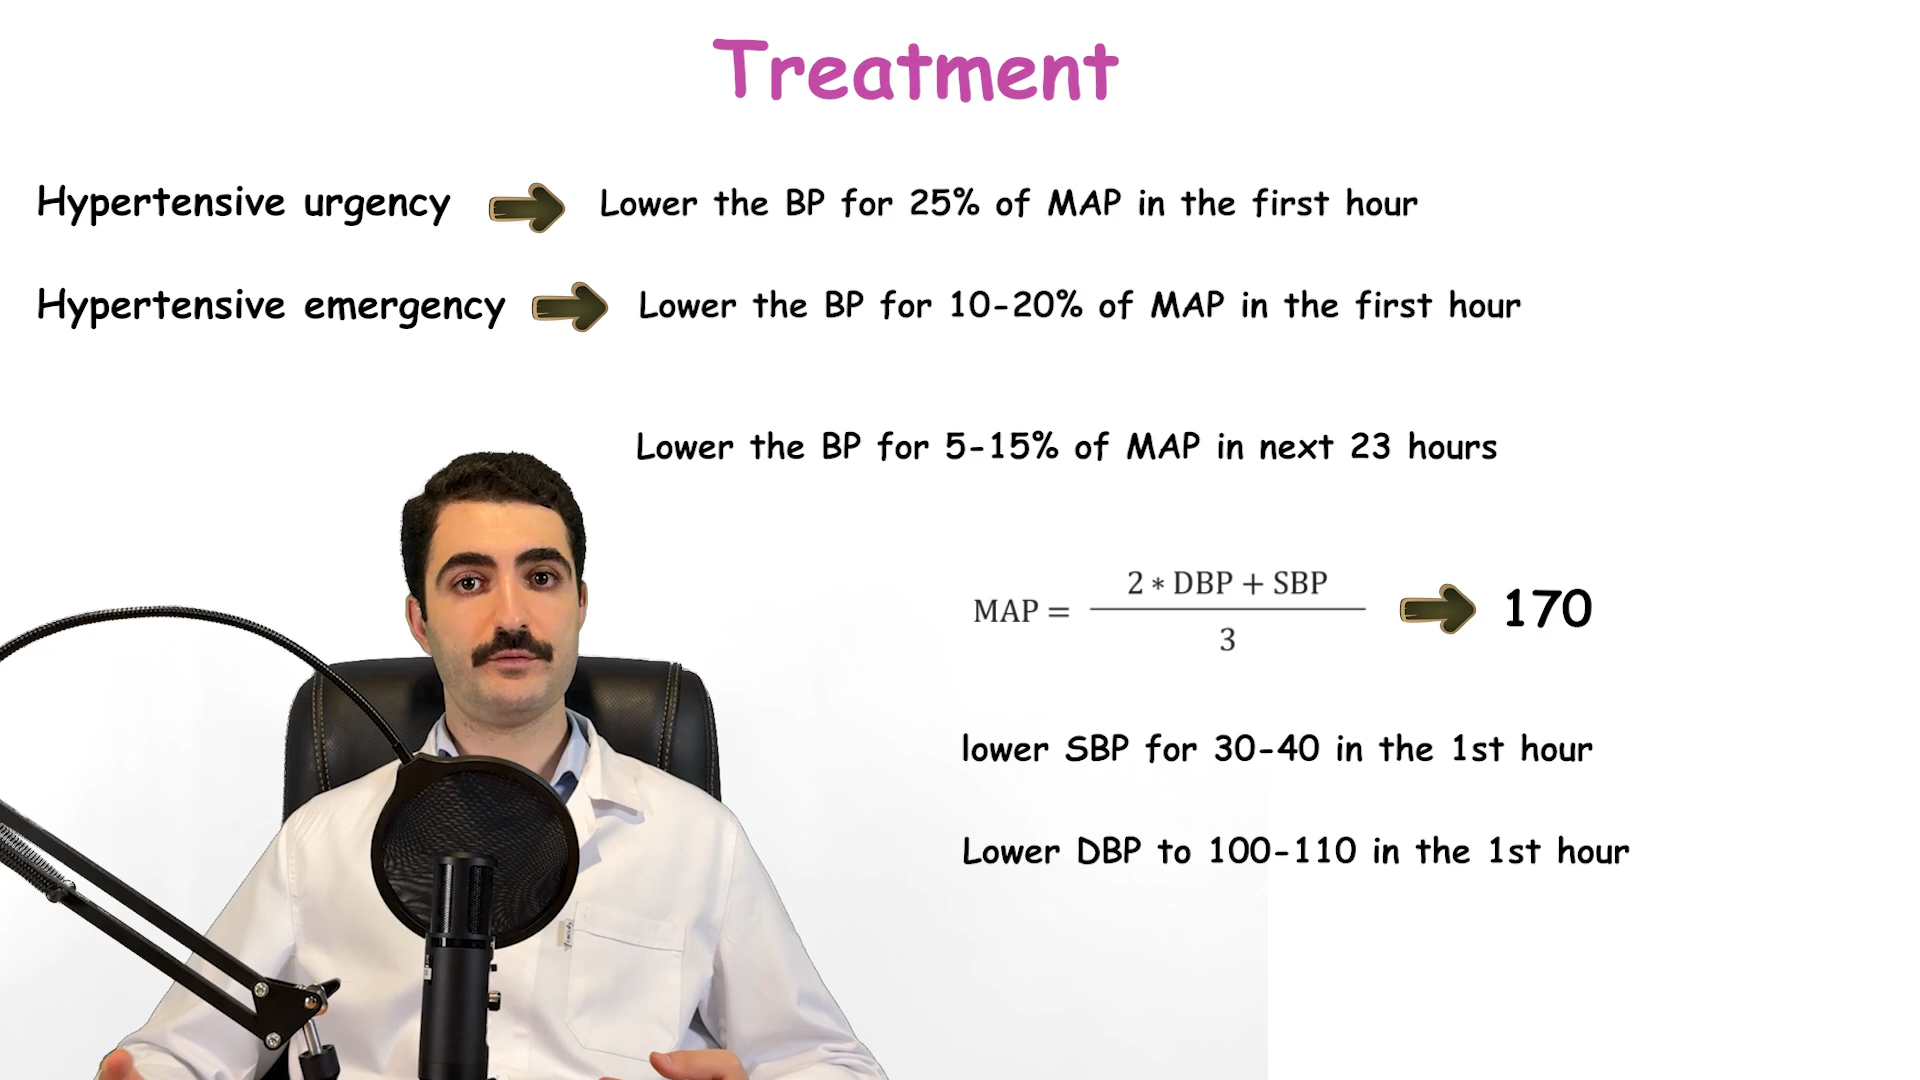 Treatment
Hypertensive urgency
Lower the BP for 25% of MAP in the first hour
Hypertensive emergency
Lower the BP for 10-20% of MAP in the first hour
Lower the BP for 5-15% of MAP in next 23 hours
MAP = 2 * DBP + SBP
3
170
lower SBP for 30-40 in the 1st hour
Lower DBP to 100-110 in the 1st hour